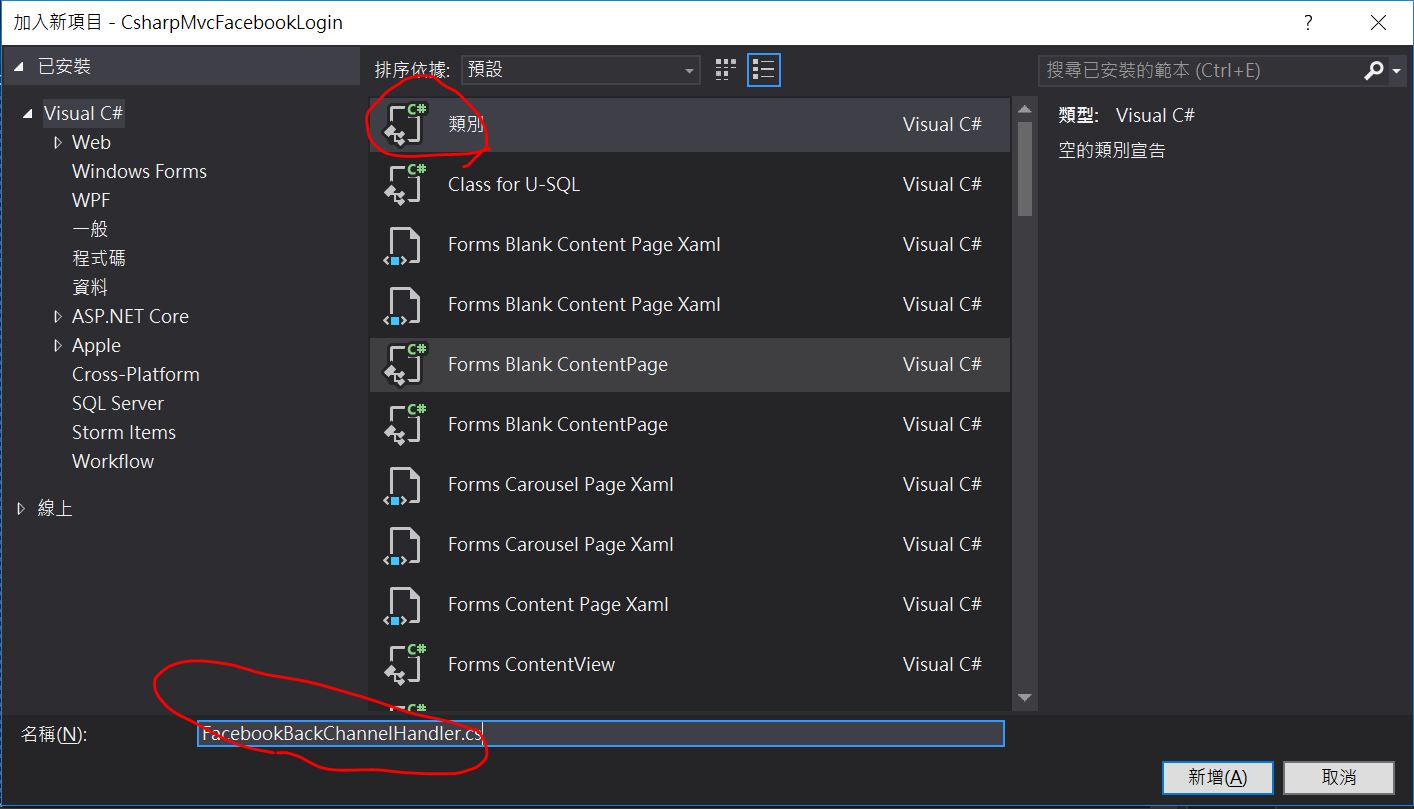 加入新項目 - CsharpMvcFacebookLogin
?
已安裝
排序依據:
預設
搜尋已安裝的範本 (Ctrl+E)
Visual C#
Web
Windows Forms
WPF
一般
程式碼
資料
ASP.NET Core
Apple
Cross-Platform
SQL Server
Storm Items
Workflow
線上
C# 類別 Visual C#
C# Class for U-SQL Visual C#
Forms Blank Content Page Xaml Visual C#
Forms Blank Content Page Xaml Visual C#
C# Forms Blank ContentPage Visual C#
C# Forms Blank ContentPage Visual C#
Forms Carousel Page Xaml Visual C#
Forms Carousel Page Xaml Visual C#
Forms Content Page Xaml Visual C#
C# Forms ContentView Visual C#
C#
類型: Visual C#
空的類別宣告
名稱(N):
FacebookBackChannelHandler.cs
新增(A)
取消